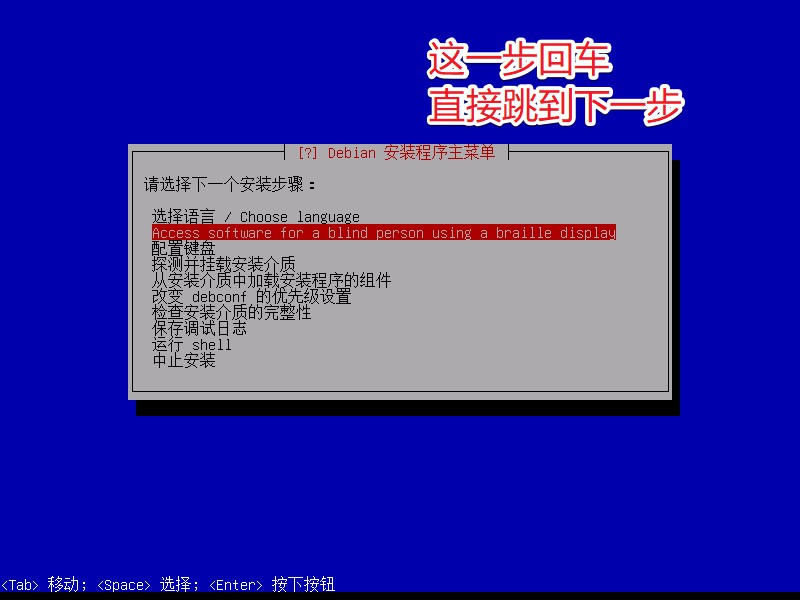 这一步回车
直接跳到下一步
[?] Debian 安装程序主菜单
请选择下一个安装步骤：
选择语言 / Choose language
Access software for a blind person using a braille display
配置键盘
探测并挂载安装介质
从安装介质中加载安装程序的组件
改变 debconf 的优先级设置
检查安装介质的完整性
保存调试日志
运行 shell
中止安装
<Tab> 移动; <Space> 选择; <Enter> 按下按钮